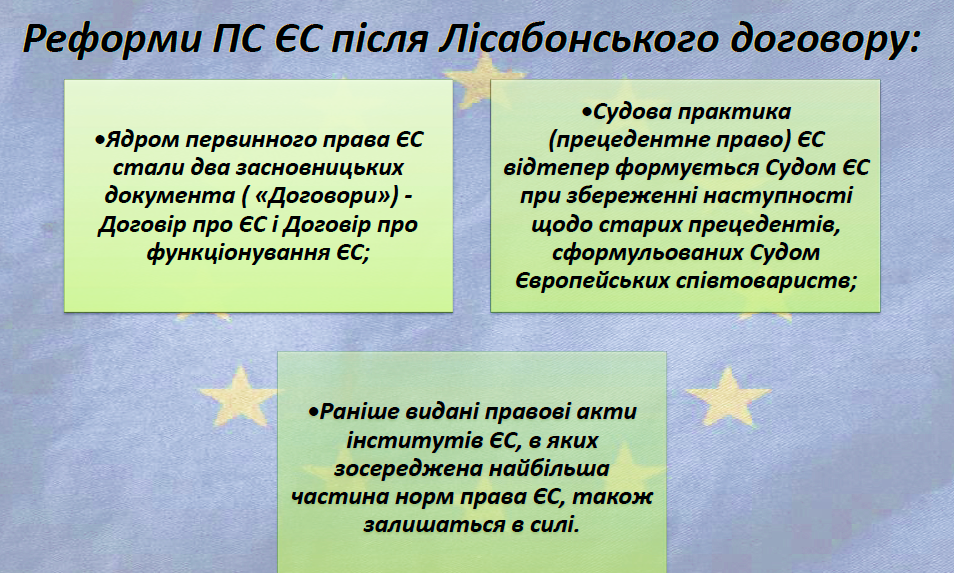 Реформи ПС ЄС після Лісабонського договору:
•Ядром первинного права ЄС
стали два засновницьких
документа ( «Договори») -
Договір про ЄС і Договір про
функціонування ЄС;
•Судова практика
(прецедентне право) ЄС
відтепер формується Судом ЄС
при збереженні наступності
щодо старих прецедентів,
сформульованих Судом
Європейських співтовариств;
•Раніше видані правові акти
інститутів ЄС, в яких
зосереджена найбільша
частина норм права ЄС, також
залишаться в силі.